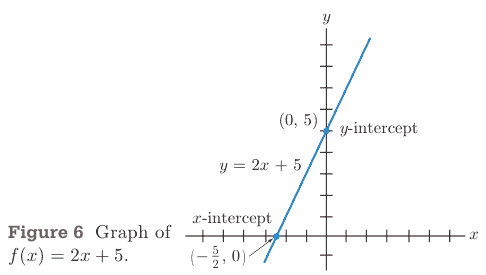 y
(0, 5)
y-intercept
y = 2x + 5
x-intercept
x
(−5/2, 0)
Figure 6 Graph of
f(x) = 2x + 5.